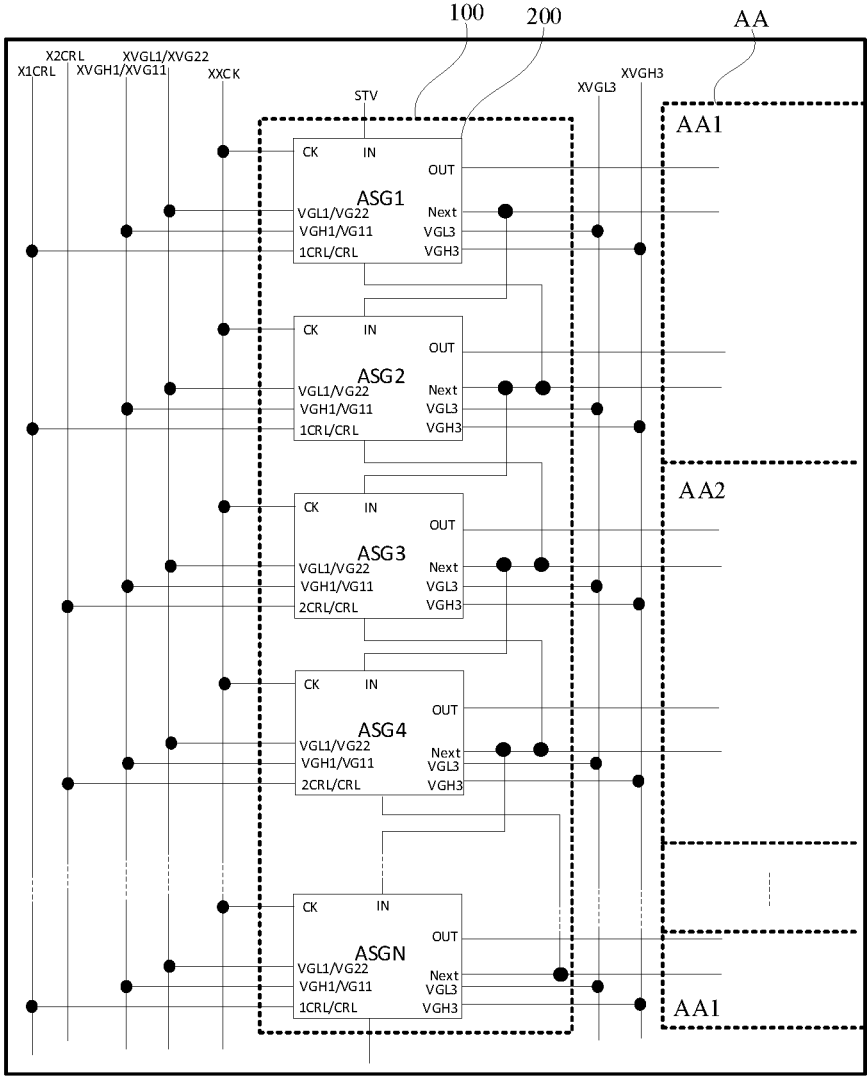 100 200 AA
X2CRL XVGL1/XVG22
X1CRL XVGH1/XVG11 XXCK XVGL3 XVGH3
STV
AA1
CK IN
OUT
ASG1
VGL1/VG22 Next
VGH1/VG11 VGL3
1CRL/CRL VGH3
CK IN
OUT
ASG2
VGL1/VG22 Next
VGH1/VG11 VGL3
1CRL/CRL VGH3
AA2
CK IN
OUT
ASG3
VGL1/VG22 Next
VGH1/VG11 VGL3
2CRL/CRL VGH3
CK IN
OUT
ASG4
VGL1/VG22 Next
VGH1/VG11 VGL3
2CRL/CRL VGH3
CK IN
OUT
ASGN
VGL1/VG22 Next
VGH1/VG11 VGL3
1CRL/CRL VGH3
AA1